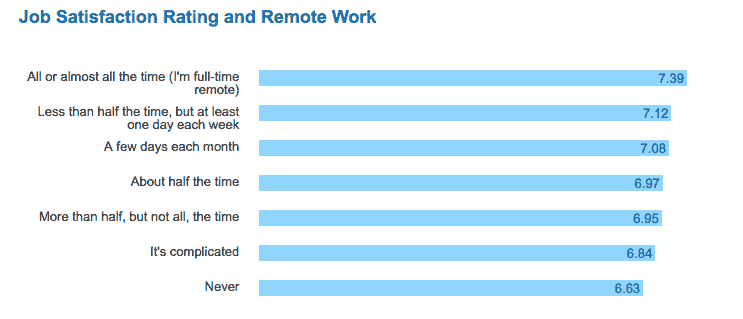 Job Satisfaction Rating and Remote Work
All or almost all the time (I'm full-time
remote)
7.39
Less than half the time, but at least
one day each week
7.12
A few days each month
7.08
About half the time
6.97
More than half, but not all, the time
6.95
It's complicated
6.84
Never
6.63